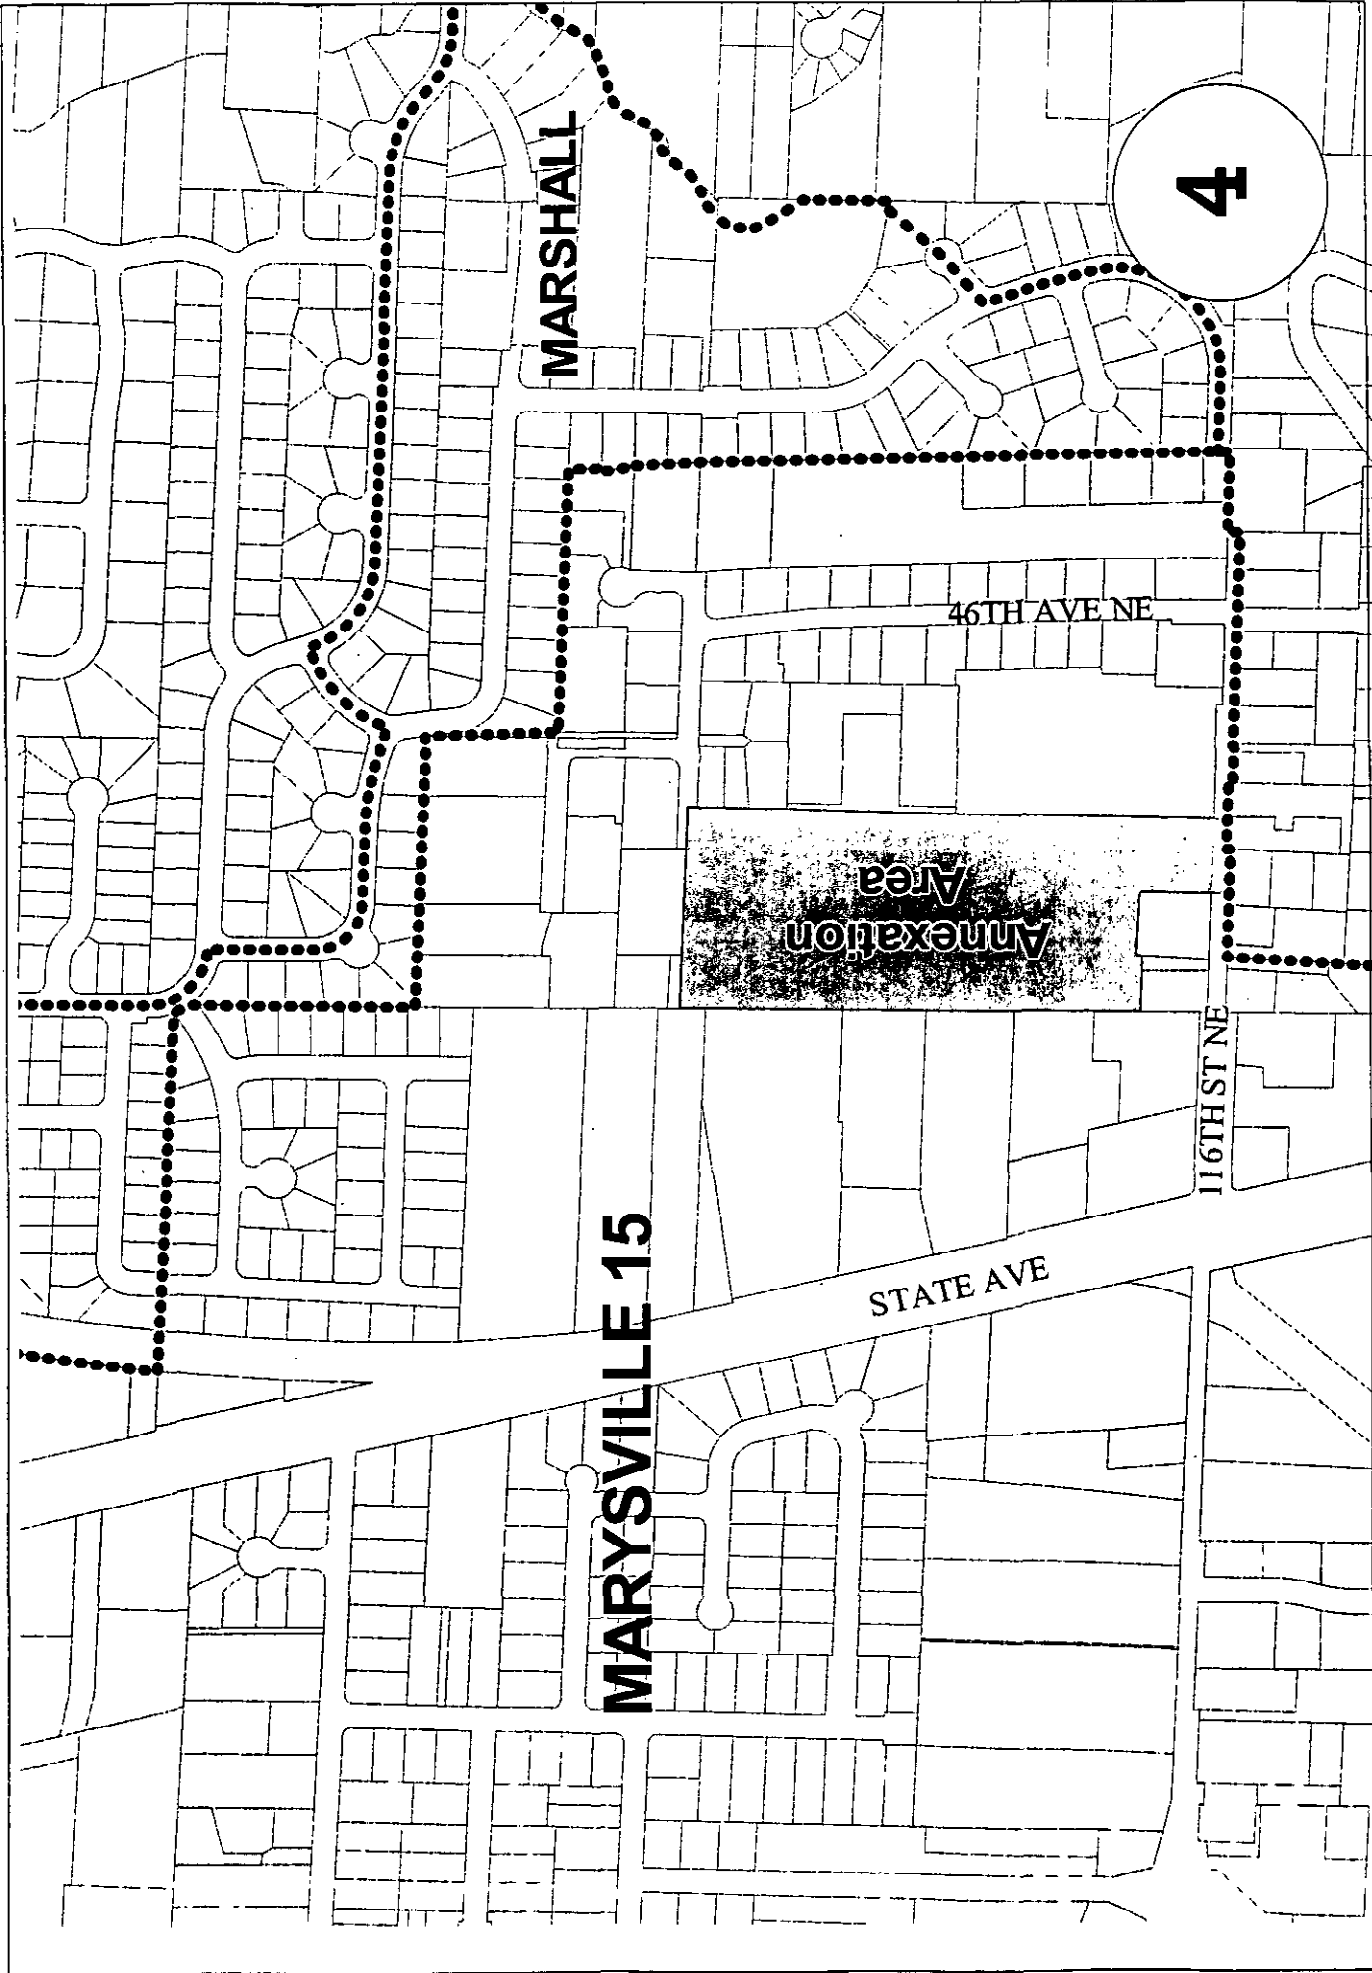 MARSHALL
4
46TH AVE NE
Annexation
Area
116TH ST NE
STATE AVE
MARYSVILLE 15